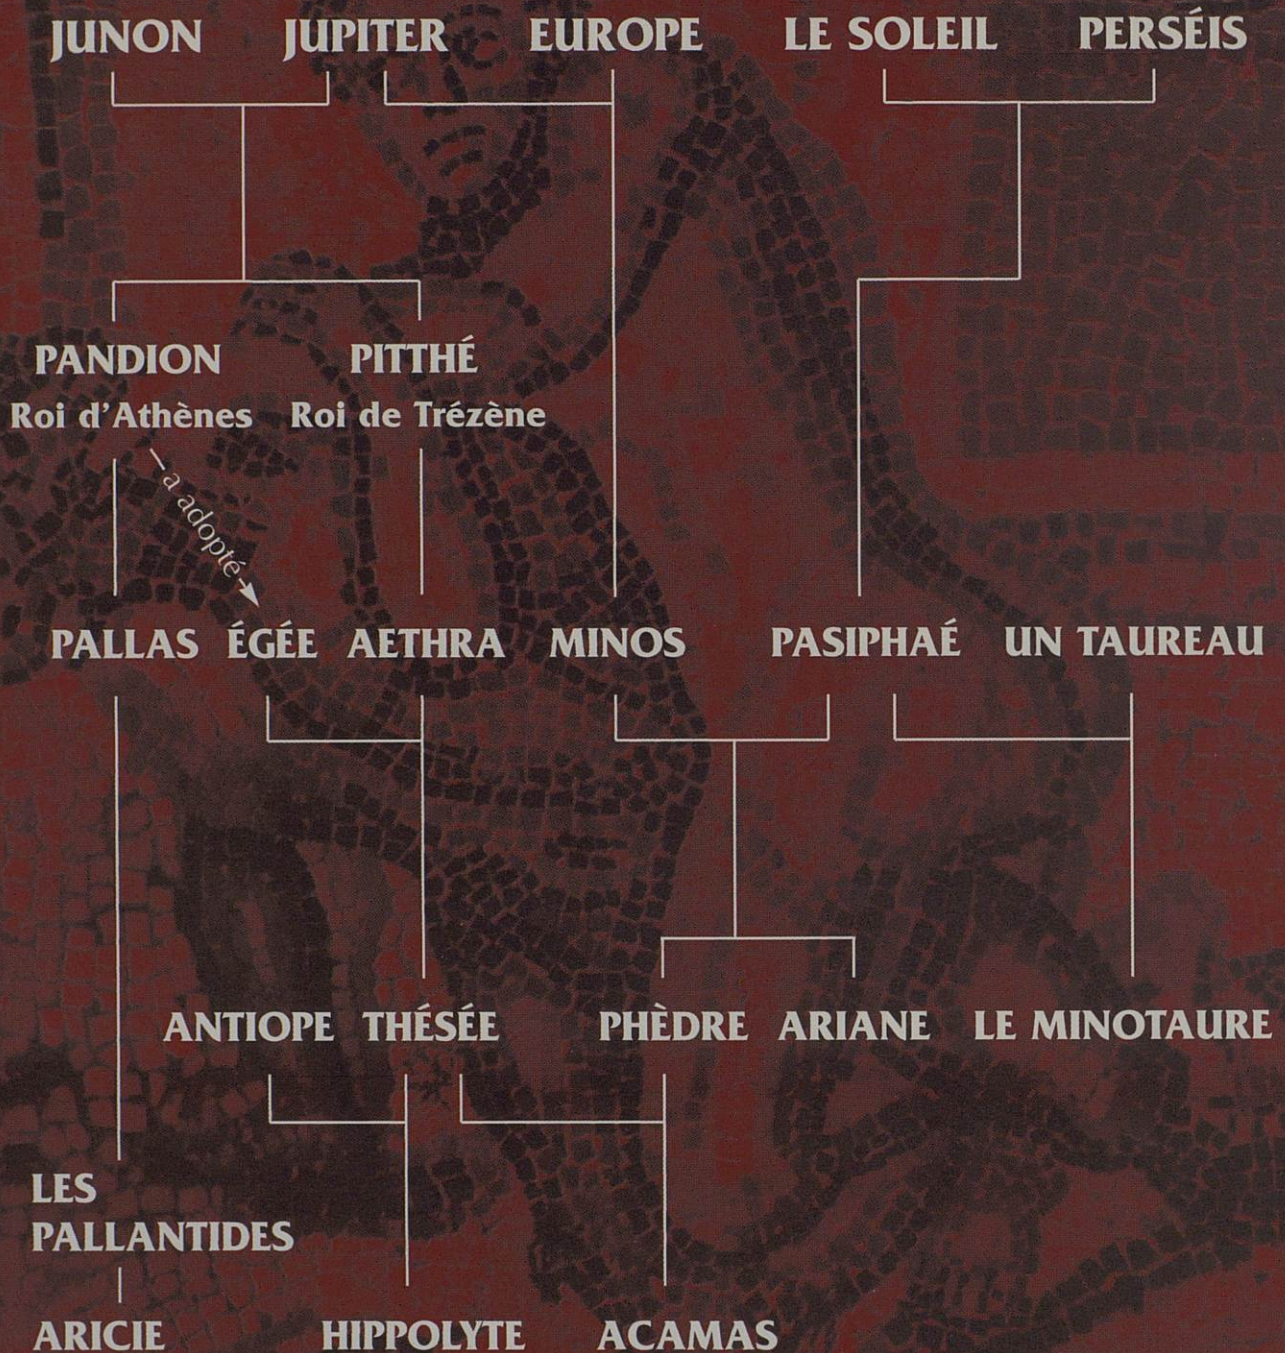 JUNON JUPITER EUROPE LE SOLEIL PERSÉIS
PANDION PITTHÉ
Roi d'Athènes Roi de Trézène
a adopté
PALLAS ÉGÉE AETHRA MINOS PASIPHAÉ UN TAUREAU
ANTIOPE THÉSÉE PHÈDRE ARIANE LE MINOTAURE
LES
PALLANTIDES
ARICIE HIPPOLYTE ACAMAS